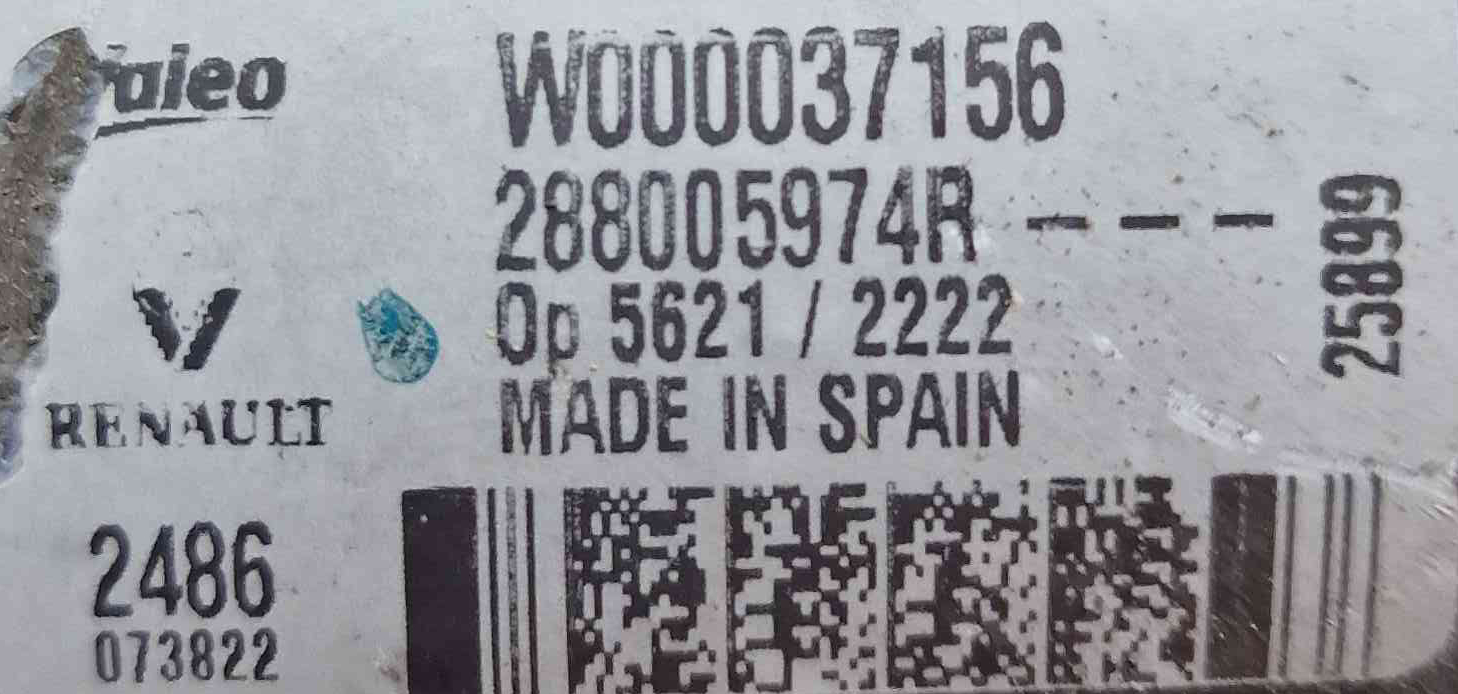 valeo
W000037156
288005974R ---
25899
Op 5621 / 2222
MADE IN SPAIN
RENAULT
2486
073822